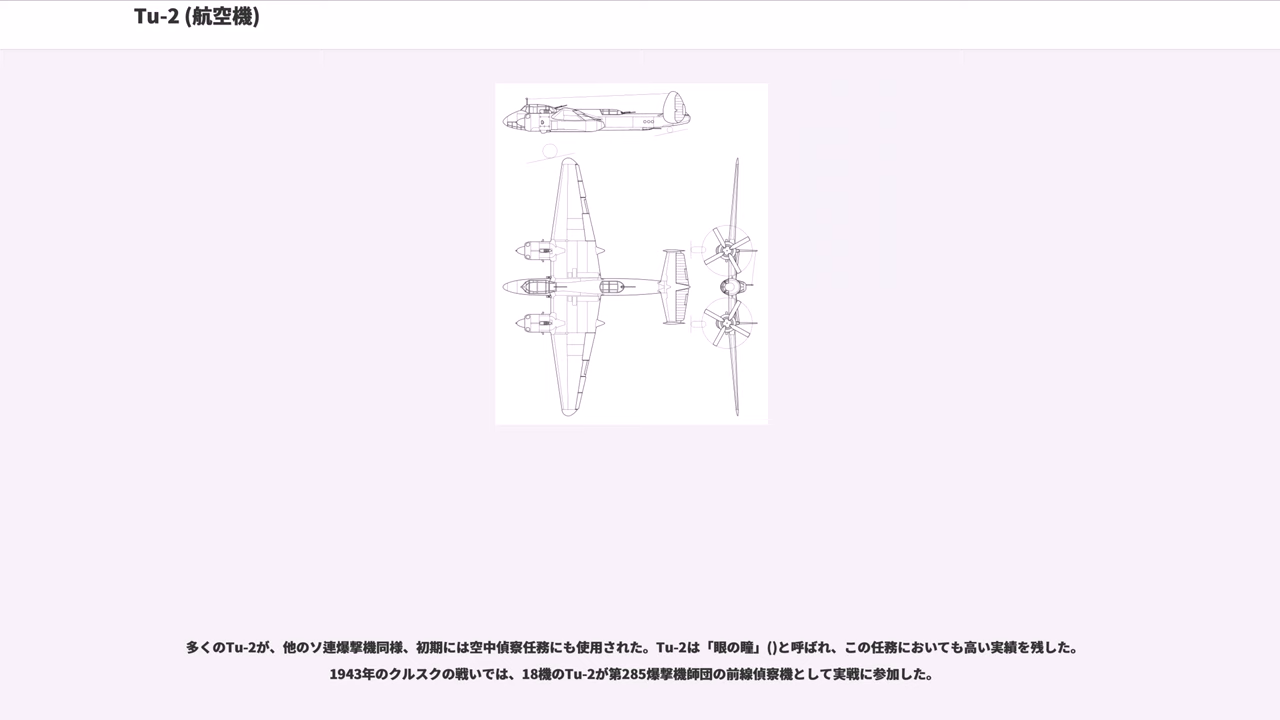 Tu-2 (航空機)
多くのTu-2が、他のソ連爆撃機同様、初期には空中偵察任務にも使用された。Tu-2は「眼の瞳」()と呼ばれ、この任務においても高い実績を残した。
1943年のクルスクの戦いでは、18機のTu-2が第285爆撃機師団の前線偵察機として実戦に参加した。